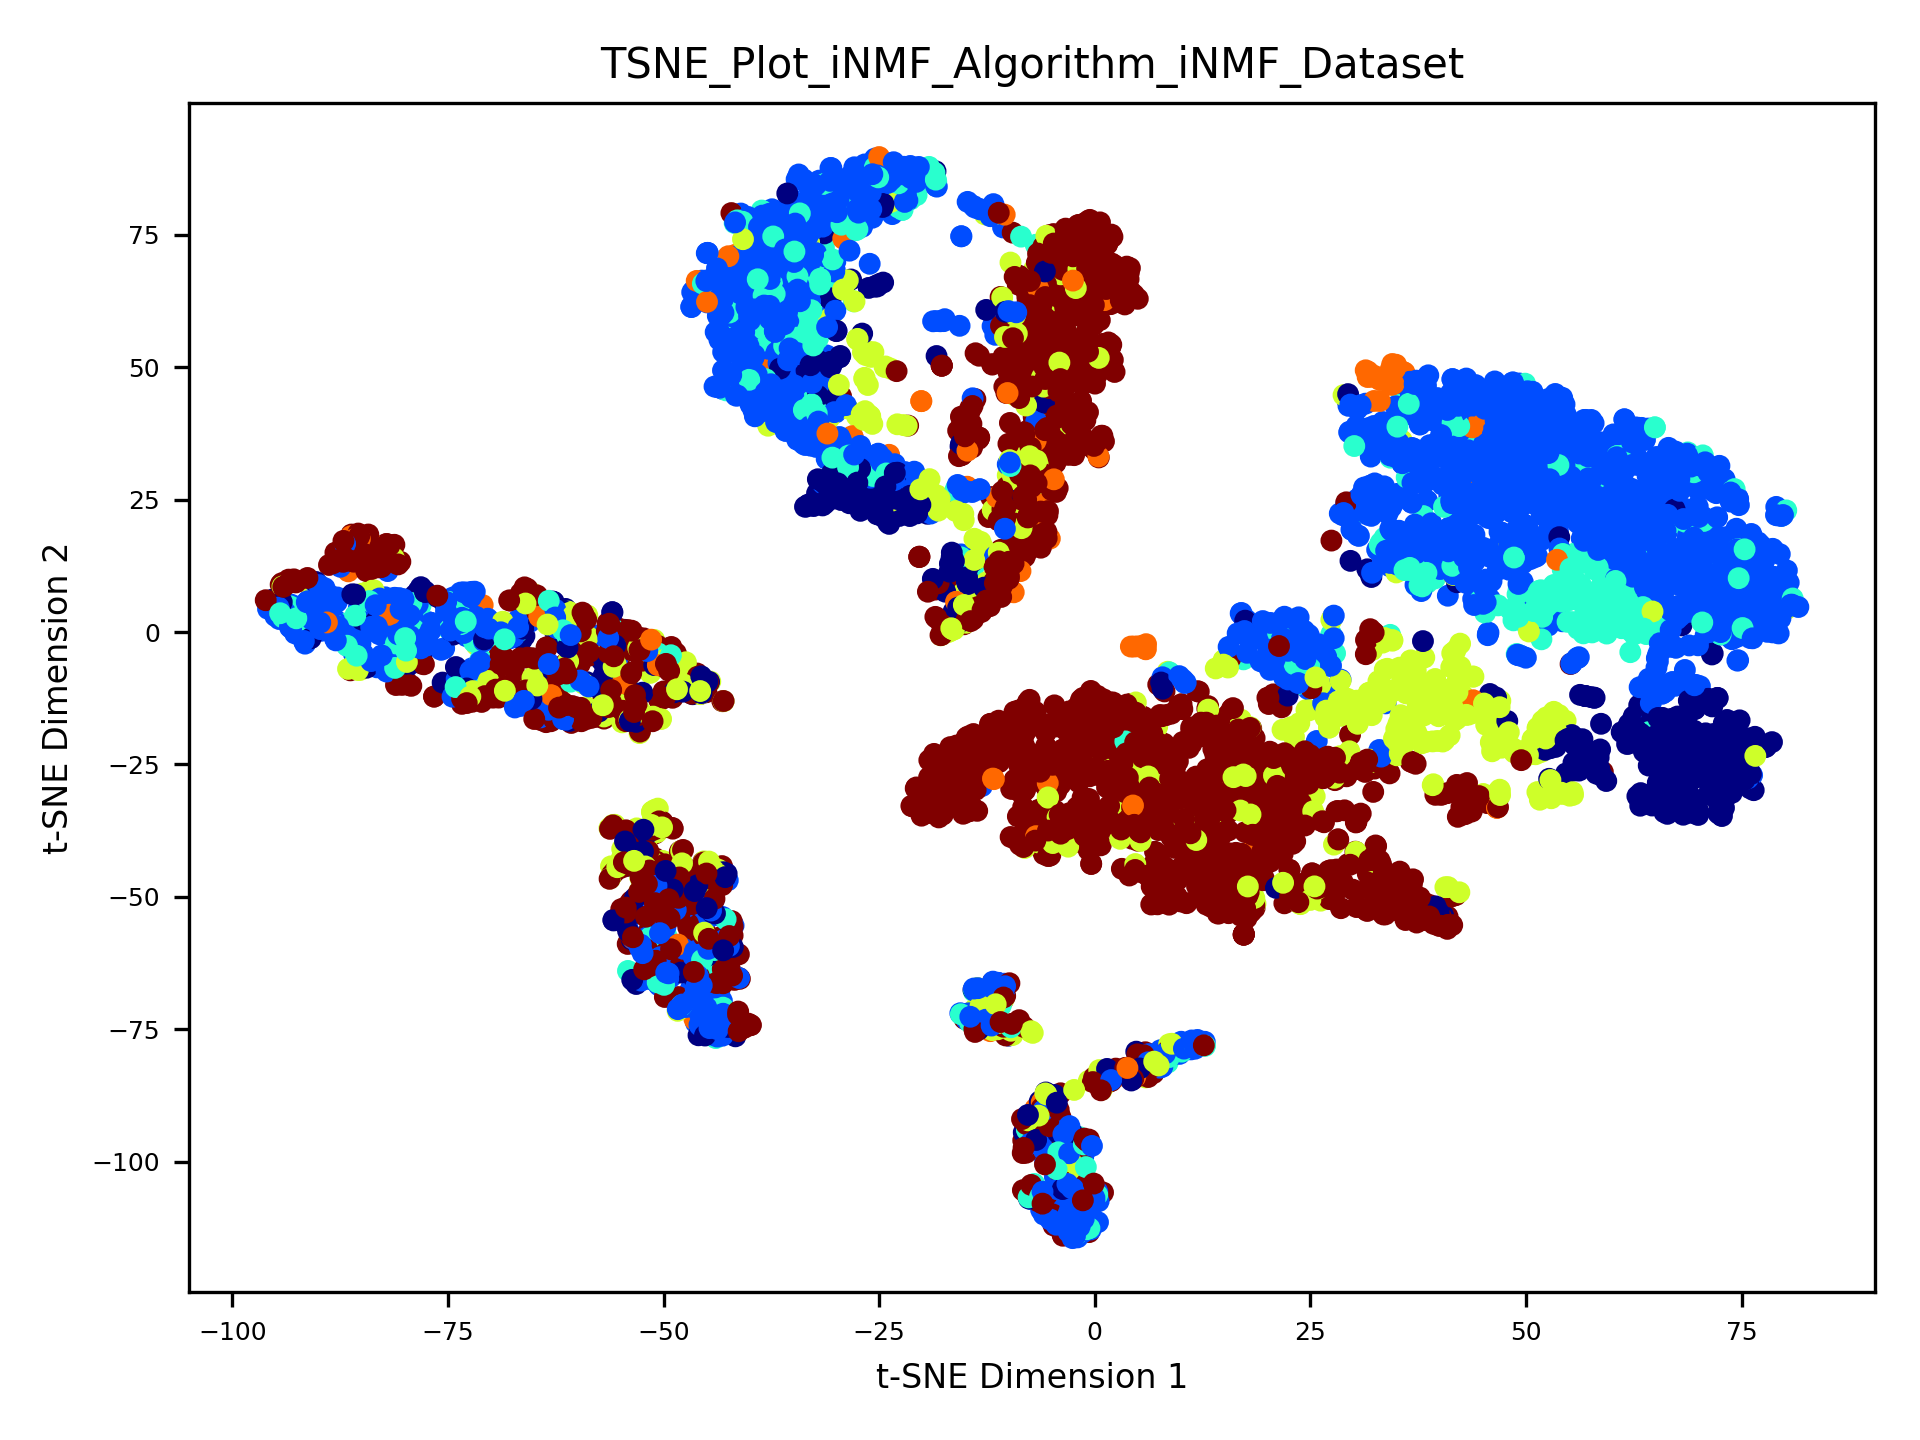 TSNE_Plot_iNMF_Algorithm_iNMF_Dataset
t-SNE Dimension 2
75
50
25
0
−25
−50
−75
−100
−100 −75 −50 −25 0 25 50 75
t-SNE Dimension 1